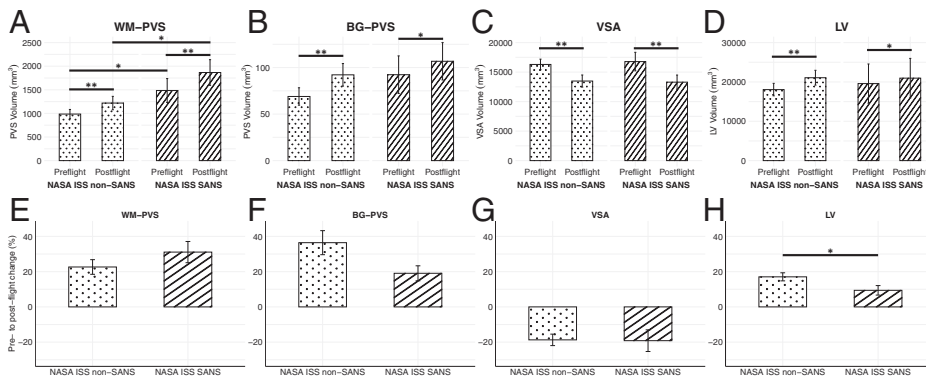 A WM−PVS
PVS Volume (mm³)
2500
2000
1500
1000
500
0
** * * **
Preflight Postflight Preflight Postflight
NASA ISS non−SANS NASA ISS SANS
B BG−PVS
PVS Volume (mm³)
100
50
0
** *
Preflight Postflight Preflight Postflight
NASA ISS non−SANS NASA ISS SANS
C VSA
VSA Volume (mm³)
20000
15000
10000
5000
0
** **
Preflight Postflight Preflight Postflight
NASA ISS non−SANS NASA ISS SANS
D LV
LV Volume (mm³)
30000
20000
10000
0
** *
Preflight Postflight Preflight Postflight
NASA ISS non−SANS NASA ISS SANS
E WM−PVS
Pre− to post−flight change (%)
40
20
0
−20
NASA ISS non−SANS NASA ISS SANS
F BG−PVS
40
20
0
−20
NASA ISS non−SANS NASA ISS SANS
G VSA
40
20
0
−20
NASA ISS non−SANS NASA ISS SANS
H LV
40
20
0
−20
*
NASA ISS non−SANS NASA ISS SANS